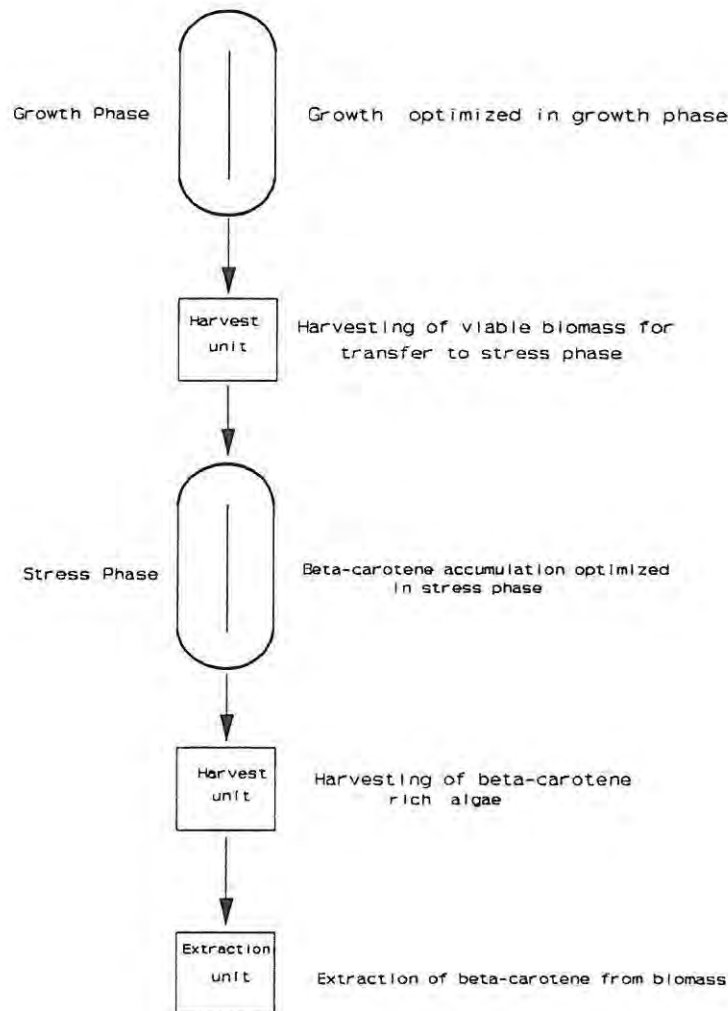 Growth Phase
Growth optimized in growth phase
Harvest
unit
Harvesting of viable biomass for
transfer to stress phase
Stress Phase
Beta-carotene accumulation optimized
in stress phase
Harvest
unit
Harvesting of beta-carotene
rich algae
Extraction
unit
Extraction of beta-carotene from biomass